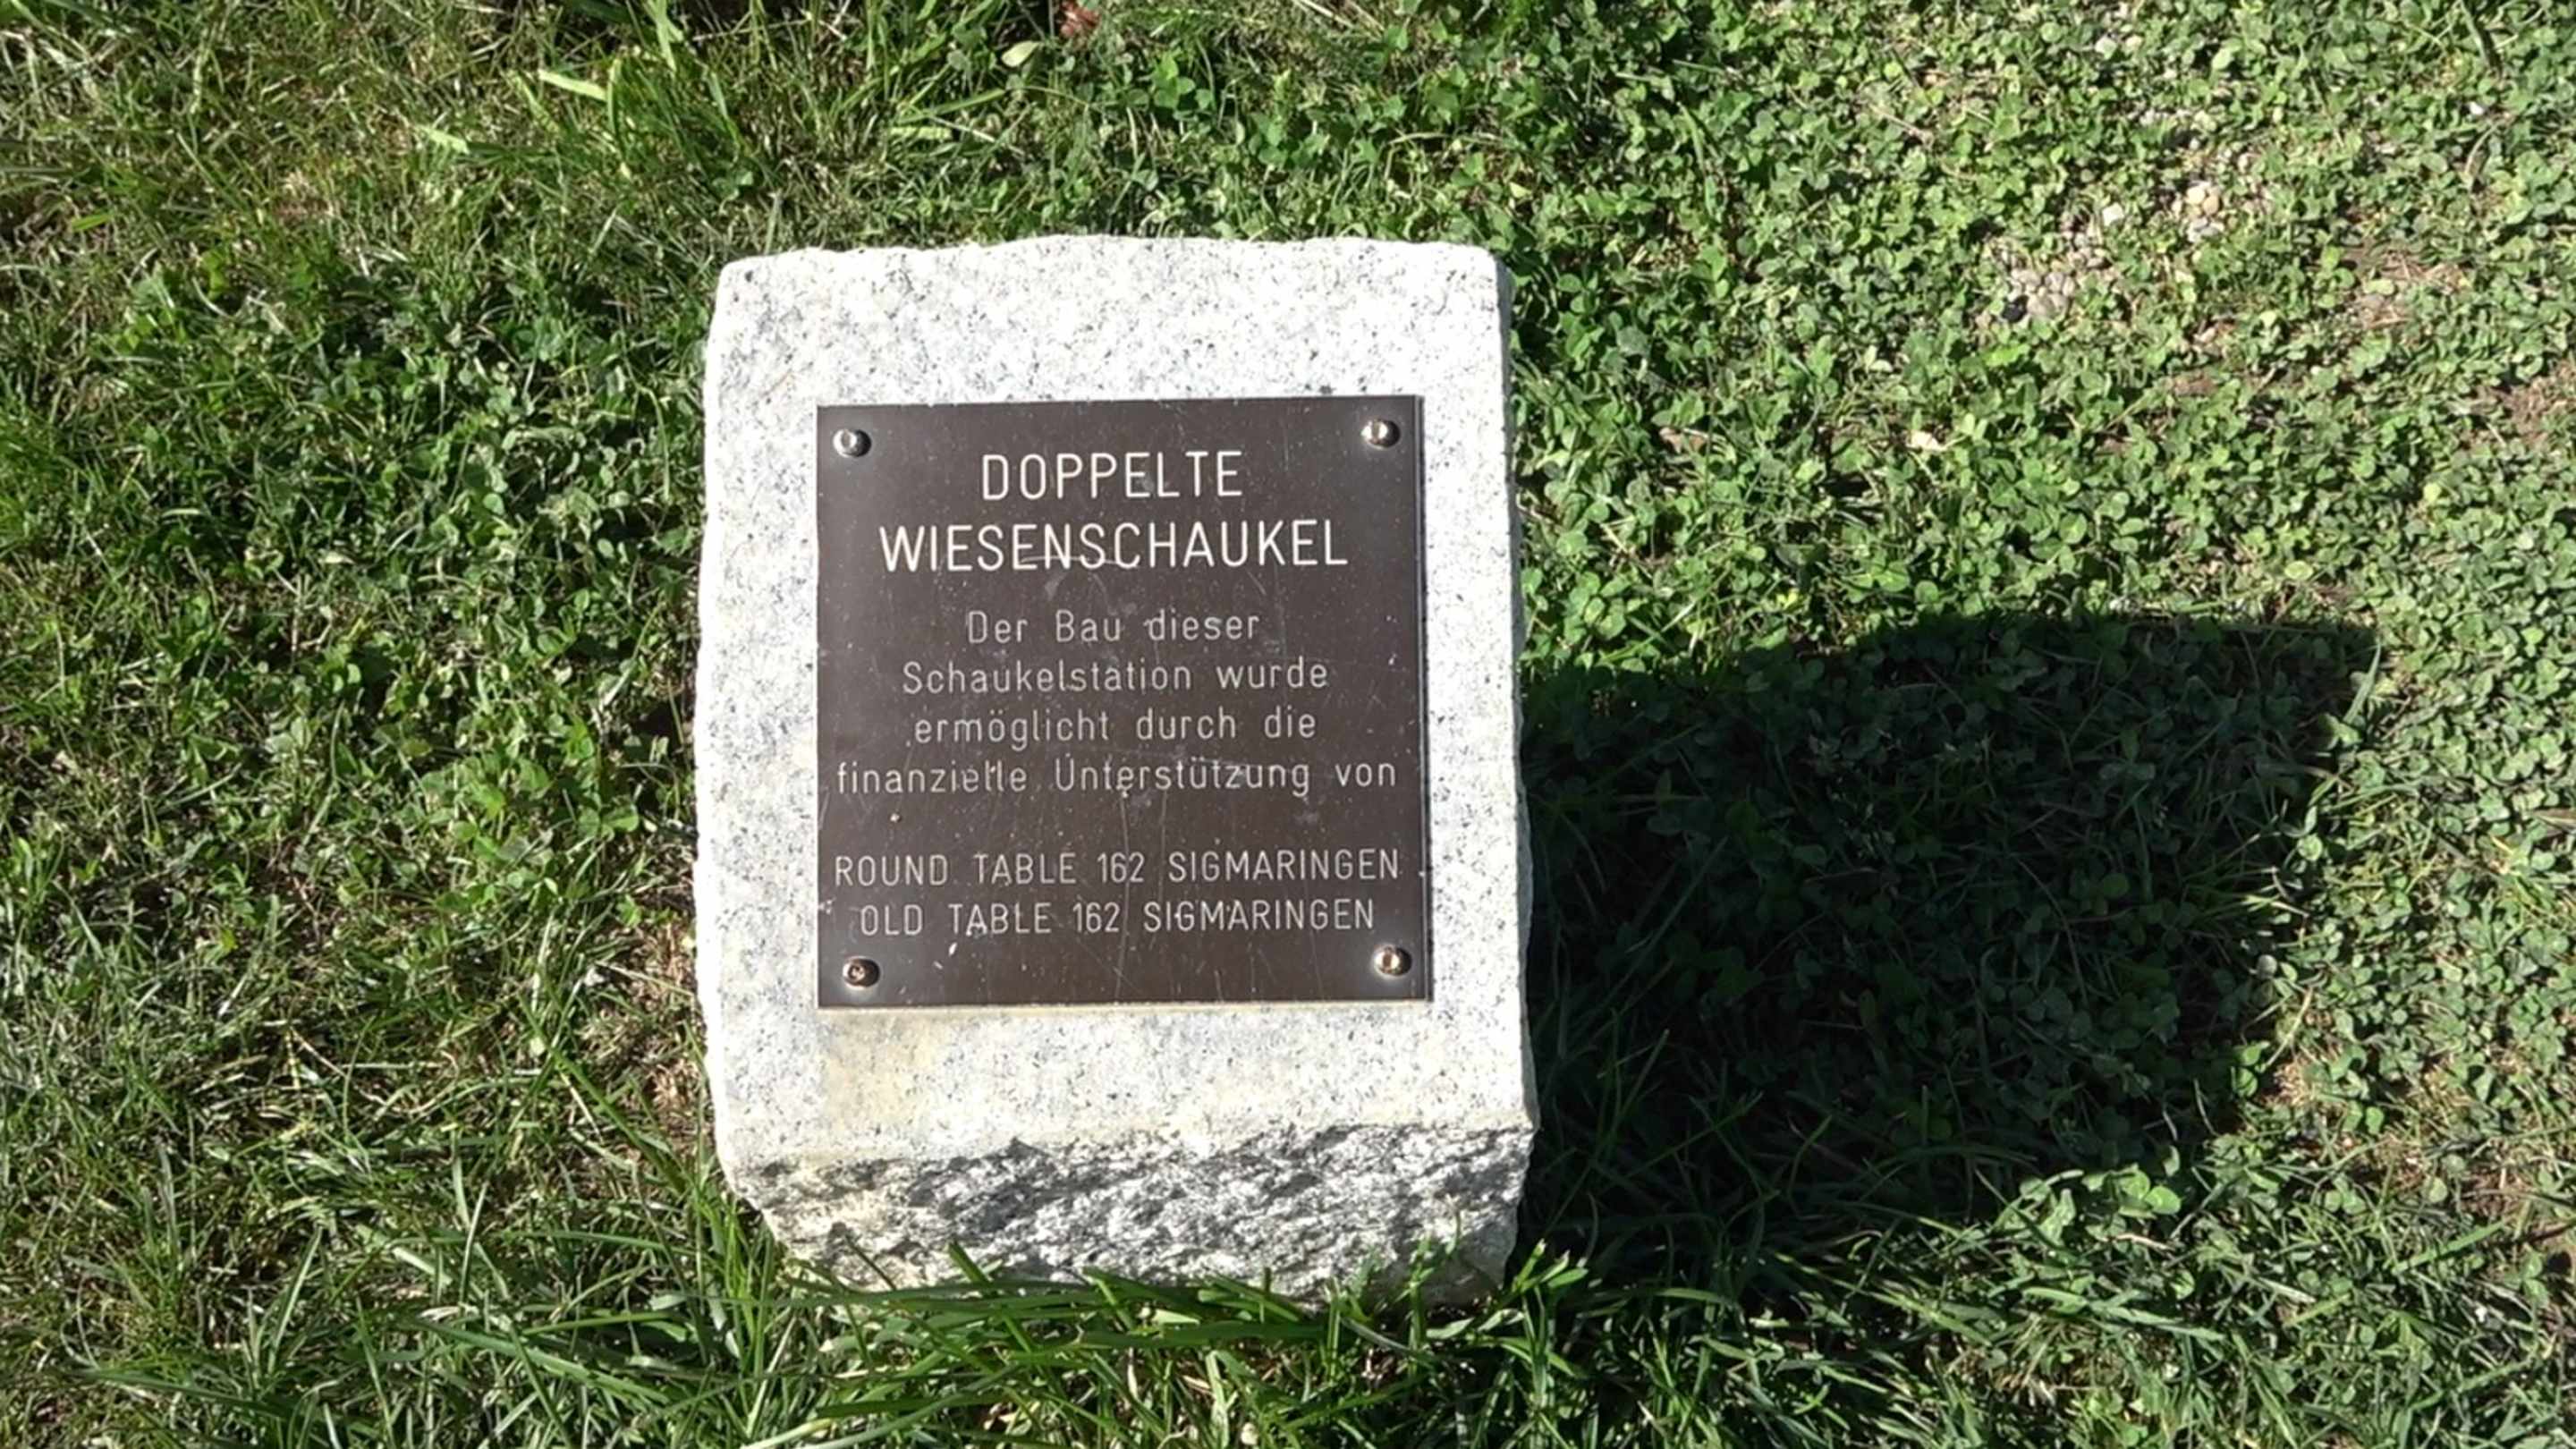 DOPPELTE
WIESENSCHAUKEL
Der Bau dieser
Schaukelstation wurde
ermöglicht durch die
finanzielle Unterstützung von
ROUND TABLE 162 SIGMARINGEN
OLD TABLE 162 SIGMARINGEN